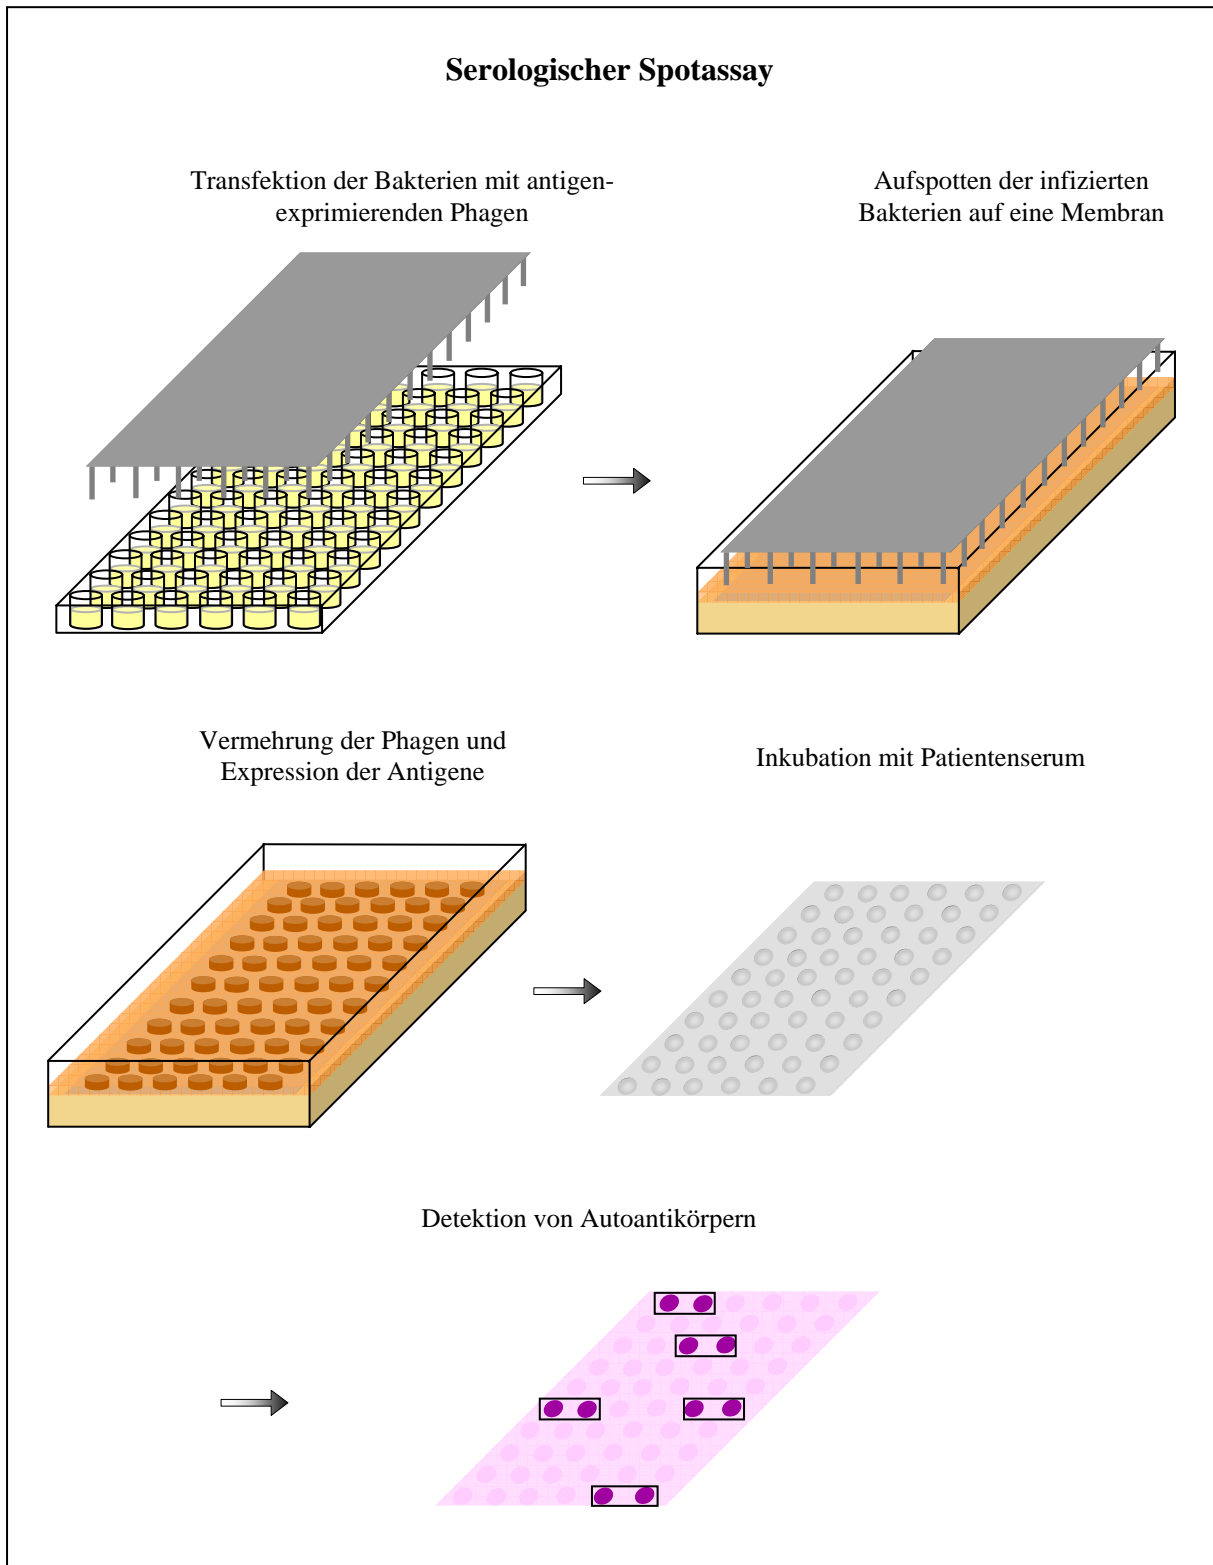 Serologischer Spotassay
Transfektion der Bakterien mit antigen-
exprimierenden Phagen
Aufspotten der infizierten
Bakterien auf eine Membran
Vermehrung der Phagen und
Expression der Antigene
Inkubation mit Patientenserum
Detektion von Autoantikörpern